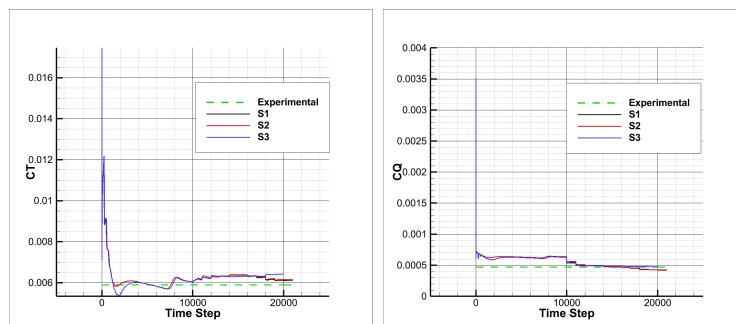 0.016
0.014
0.012
0.01
0.008
0.006
CT
0
10000
20000
Time Step
Experimental
S1
S2
S3
0.004
0.0035
0.003
0.0025
0.002
0.0015
0.001
0.0005
0
CQ
0
10000
20000
Time Step
Experimental
S1
S2
S3